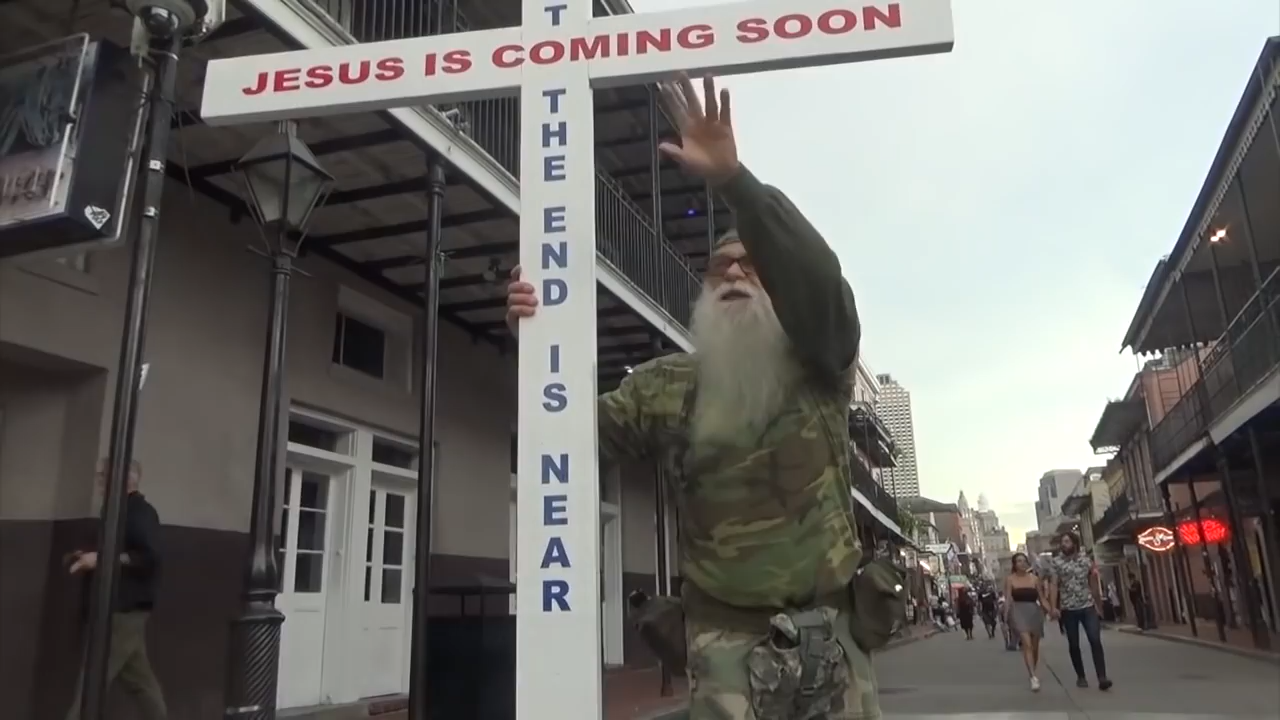 JESUS IS COMING SOON
T
THE END IS NEAR